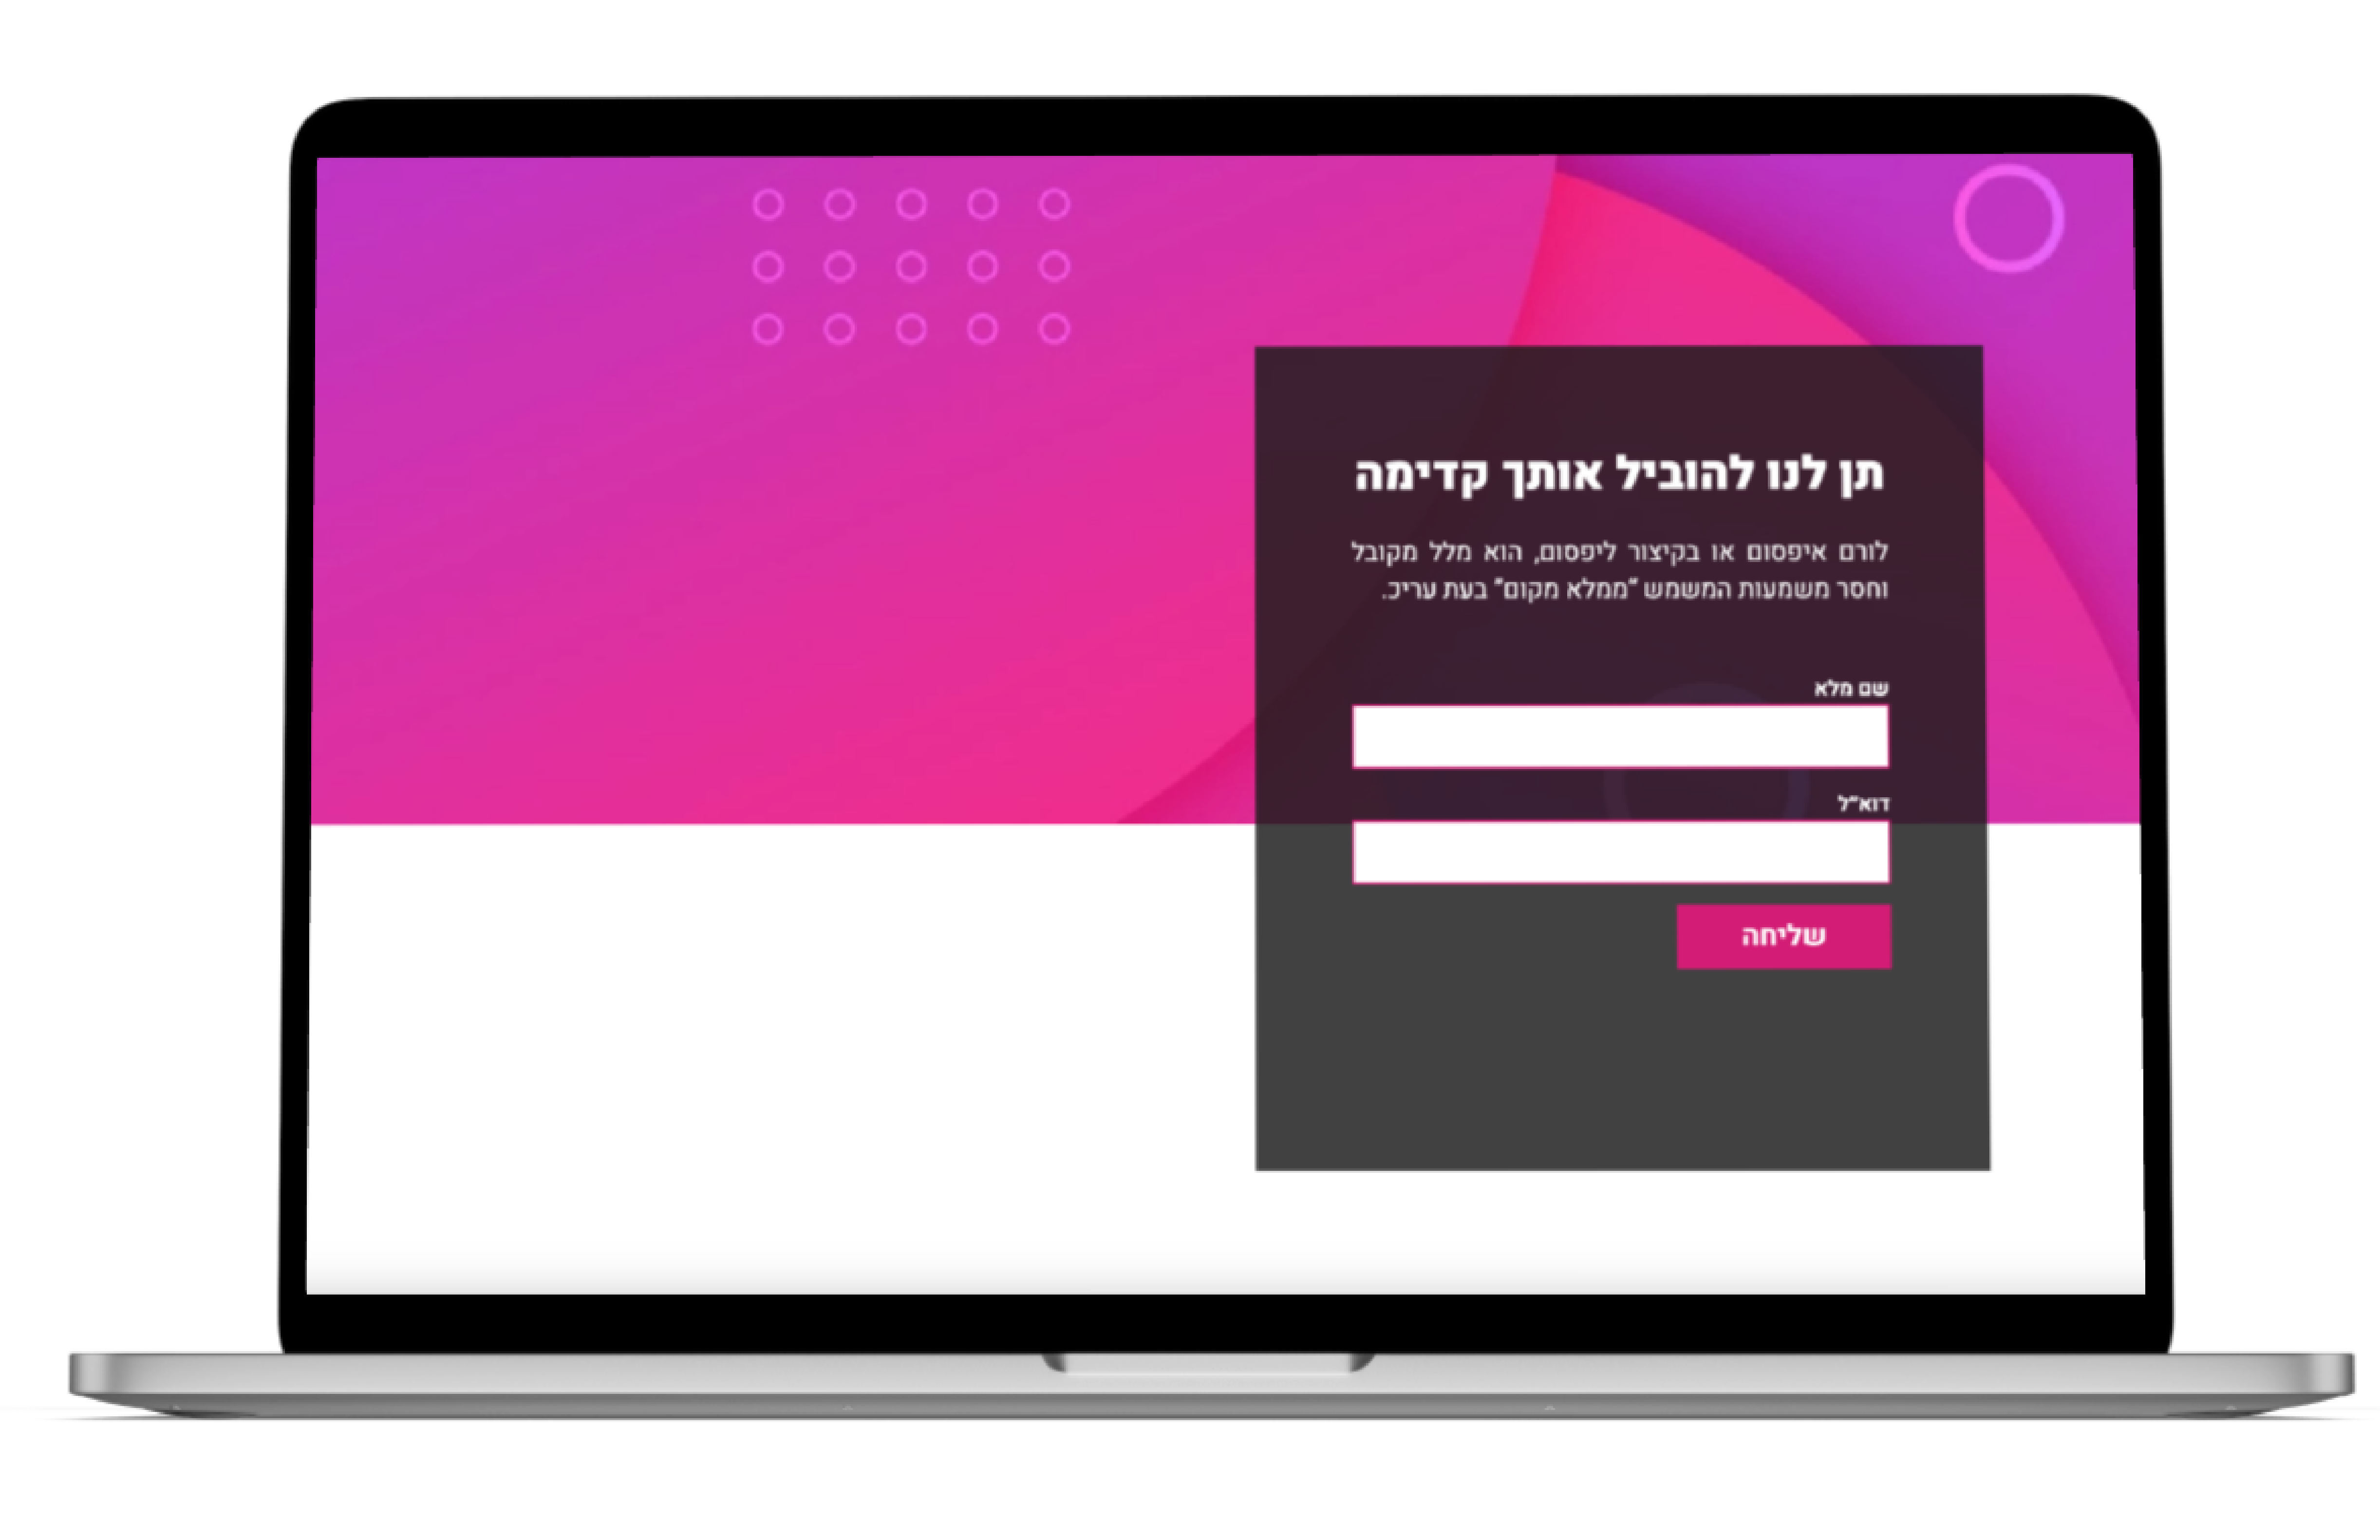 תן לנו להוביל אותך קדימה
לורם איפסום או בקיצור ליפסום, הוא מלל מקובל
וחסר משמעות המשמש "ממלא מקום" בעת עריכ.
שם מלא
דוא"ל
שליחה